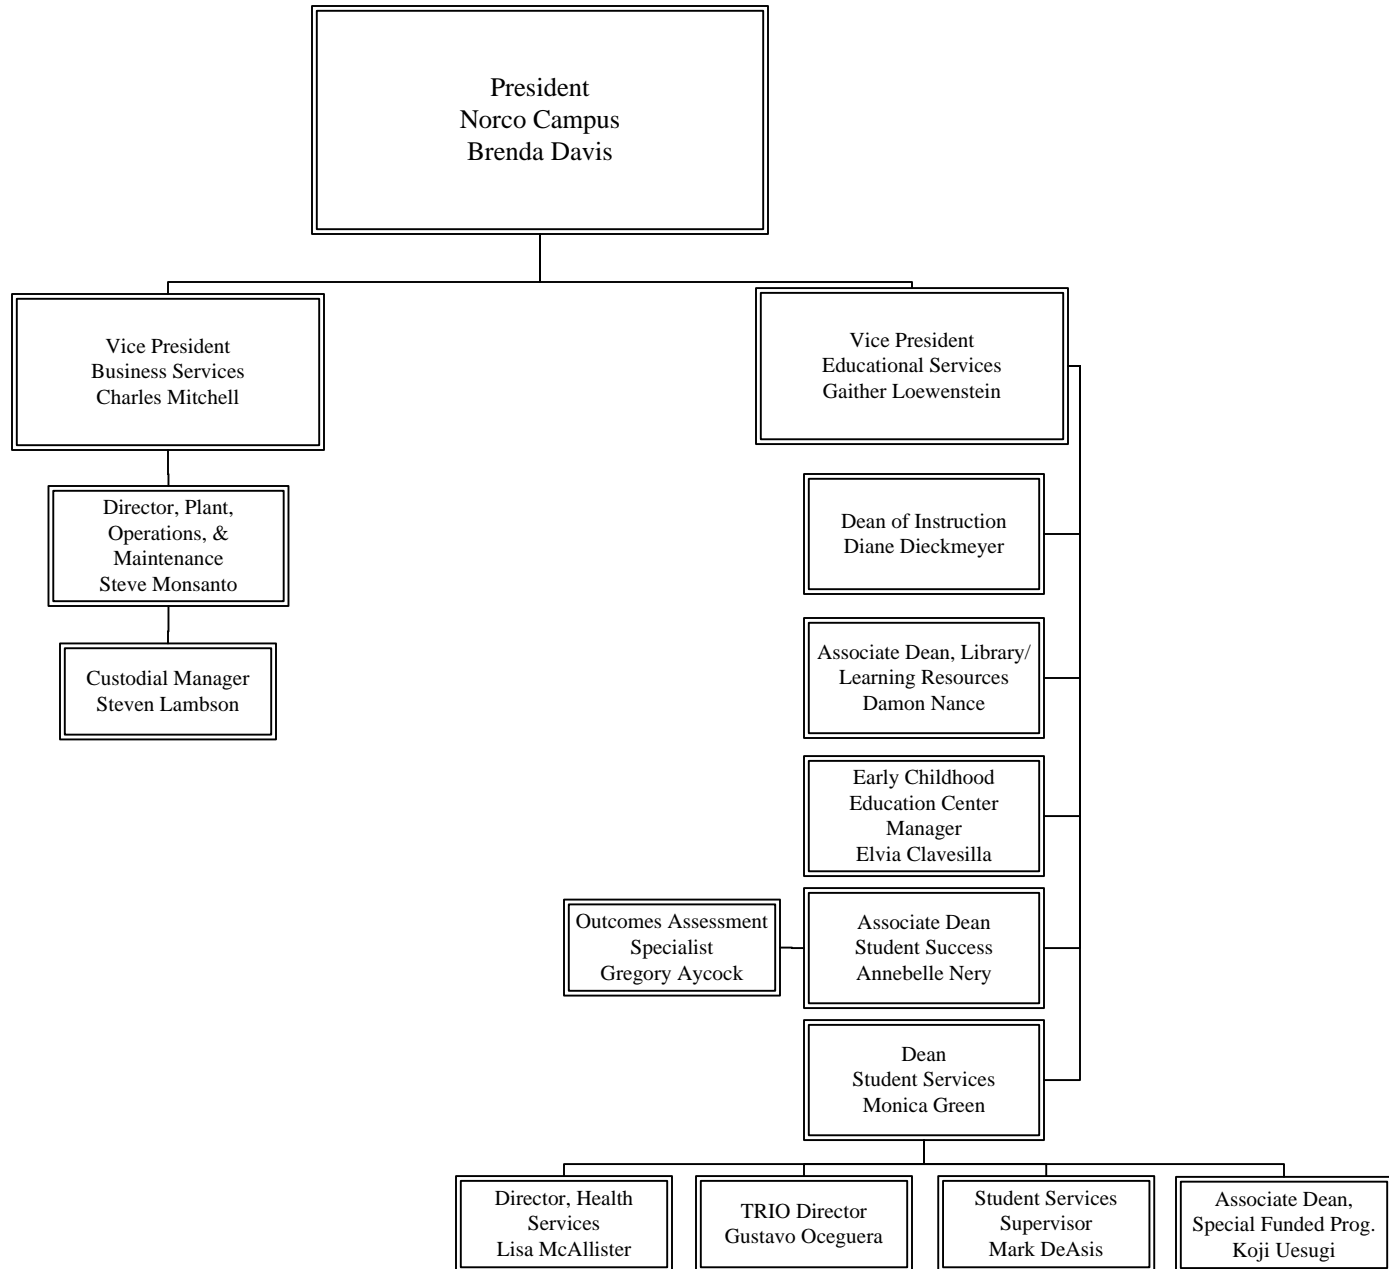 President
Norco Campus
Brenda Davis
Vice President
Business Services
Charles Mitchell
Vice President
Educational Services
Gaither Loewenstein
Director, Plant,
Operations, &
Maintenance
Steve Monsanto
Custodial Manager
Steven Lambson
Dean of Instruction
Diane Dieckmeyer
Associate Dean, Library/
Learning Resources
Damon Nance
Early Childhood
Education Center
Manager
Elvia Clavesilla
Outcomes Assessment
Specialist
Gregory Aycock
Associate Dean
Student Success
Annebelle Nery
Dean
Student Services
Monica Green
Director, Health
Services
Lisa McAllister
TRIO Director
Gustavo Oceguera
Student Services
Supervisor
Mark DeAsis
Associate Dean,
Special Funded Prog.
Koji Uesugi